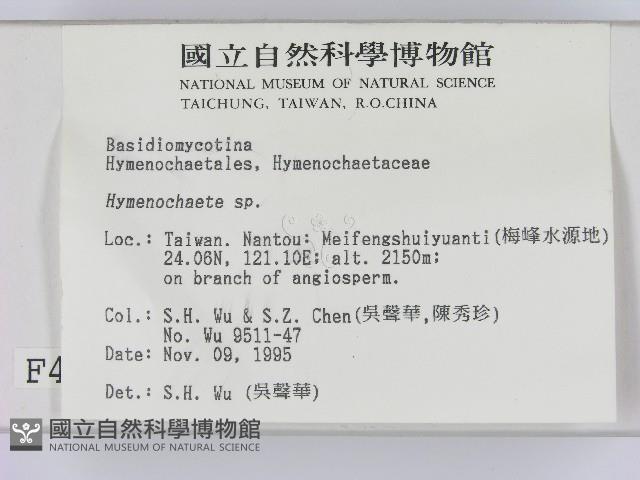 國立自然科學博物館
NATIONAL MUSEUM OF NATURAL SCIENCE
TAICHUNG, TAIWAN, R.O.CHINA
Basidiomycotina
Hymenochaetales, Hymenochaetaceae
Hymenochaete sp.
Loc.: Taiwan. Nantou: Meifengshuiyuanti(梅峰水源地)
24.06N, 121.10E; alt. 2150m;
on branch of angiosperm.
Col.: S.H. Wu & S.Z. Chen(吳聲華,陳秀珍)
No. Wu 9511-47
Date: Nov. 09, 1995
Det.: S.H. Wu (吳聲華)
F4
國立自然科學博物館
NATIONAL MUSEUM OF NATURAL SCIENCE